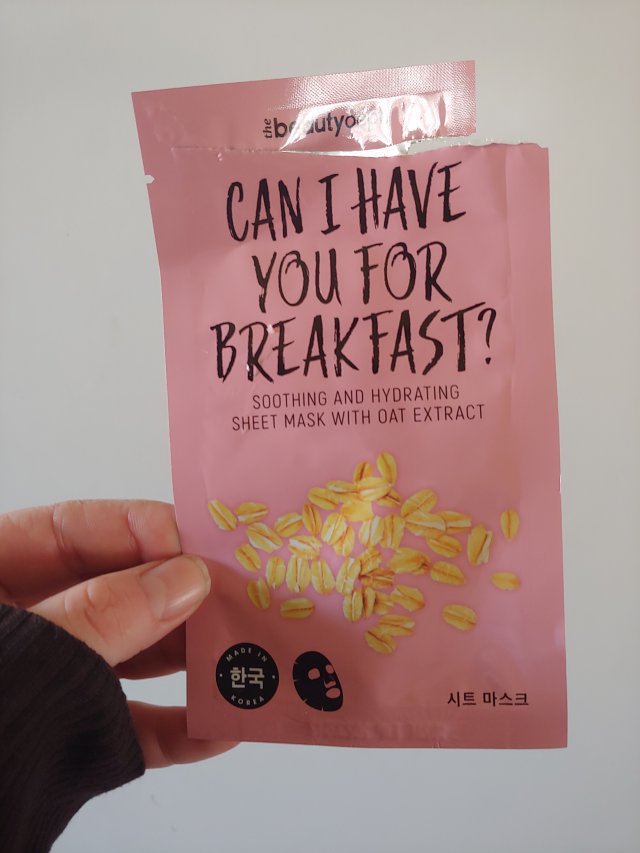 the
CAN I HAVE
YOU FOR
BREAKFAST?
SOOTHING AND HYDRATING
SHEET MASK WITH OAT EXTRACT
MADE IN
한국
KOREA
시트 마스크